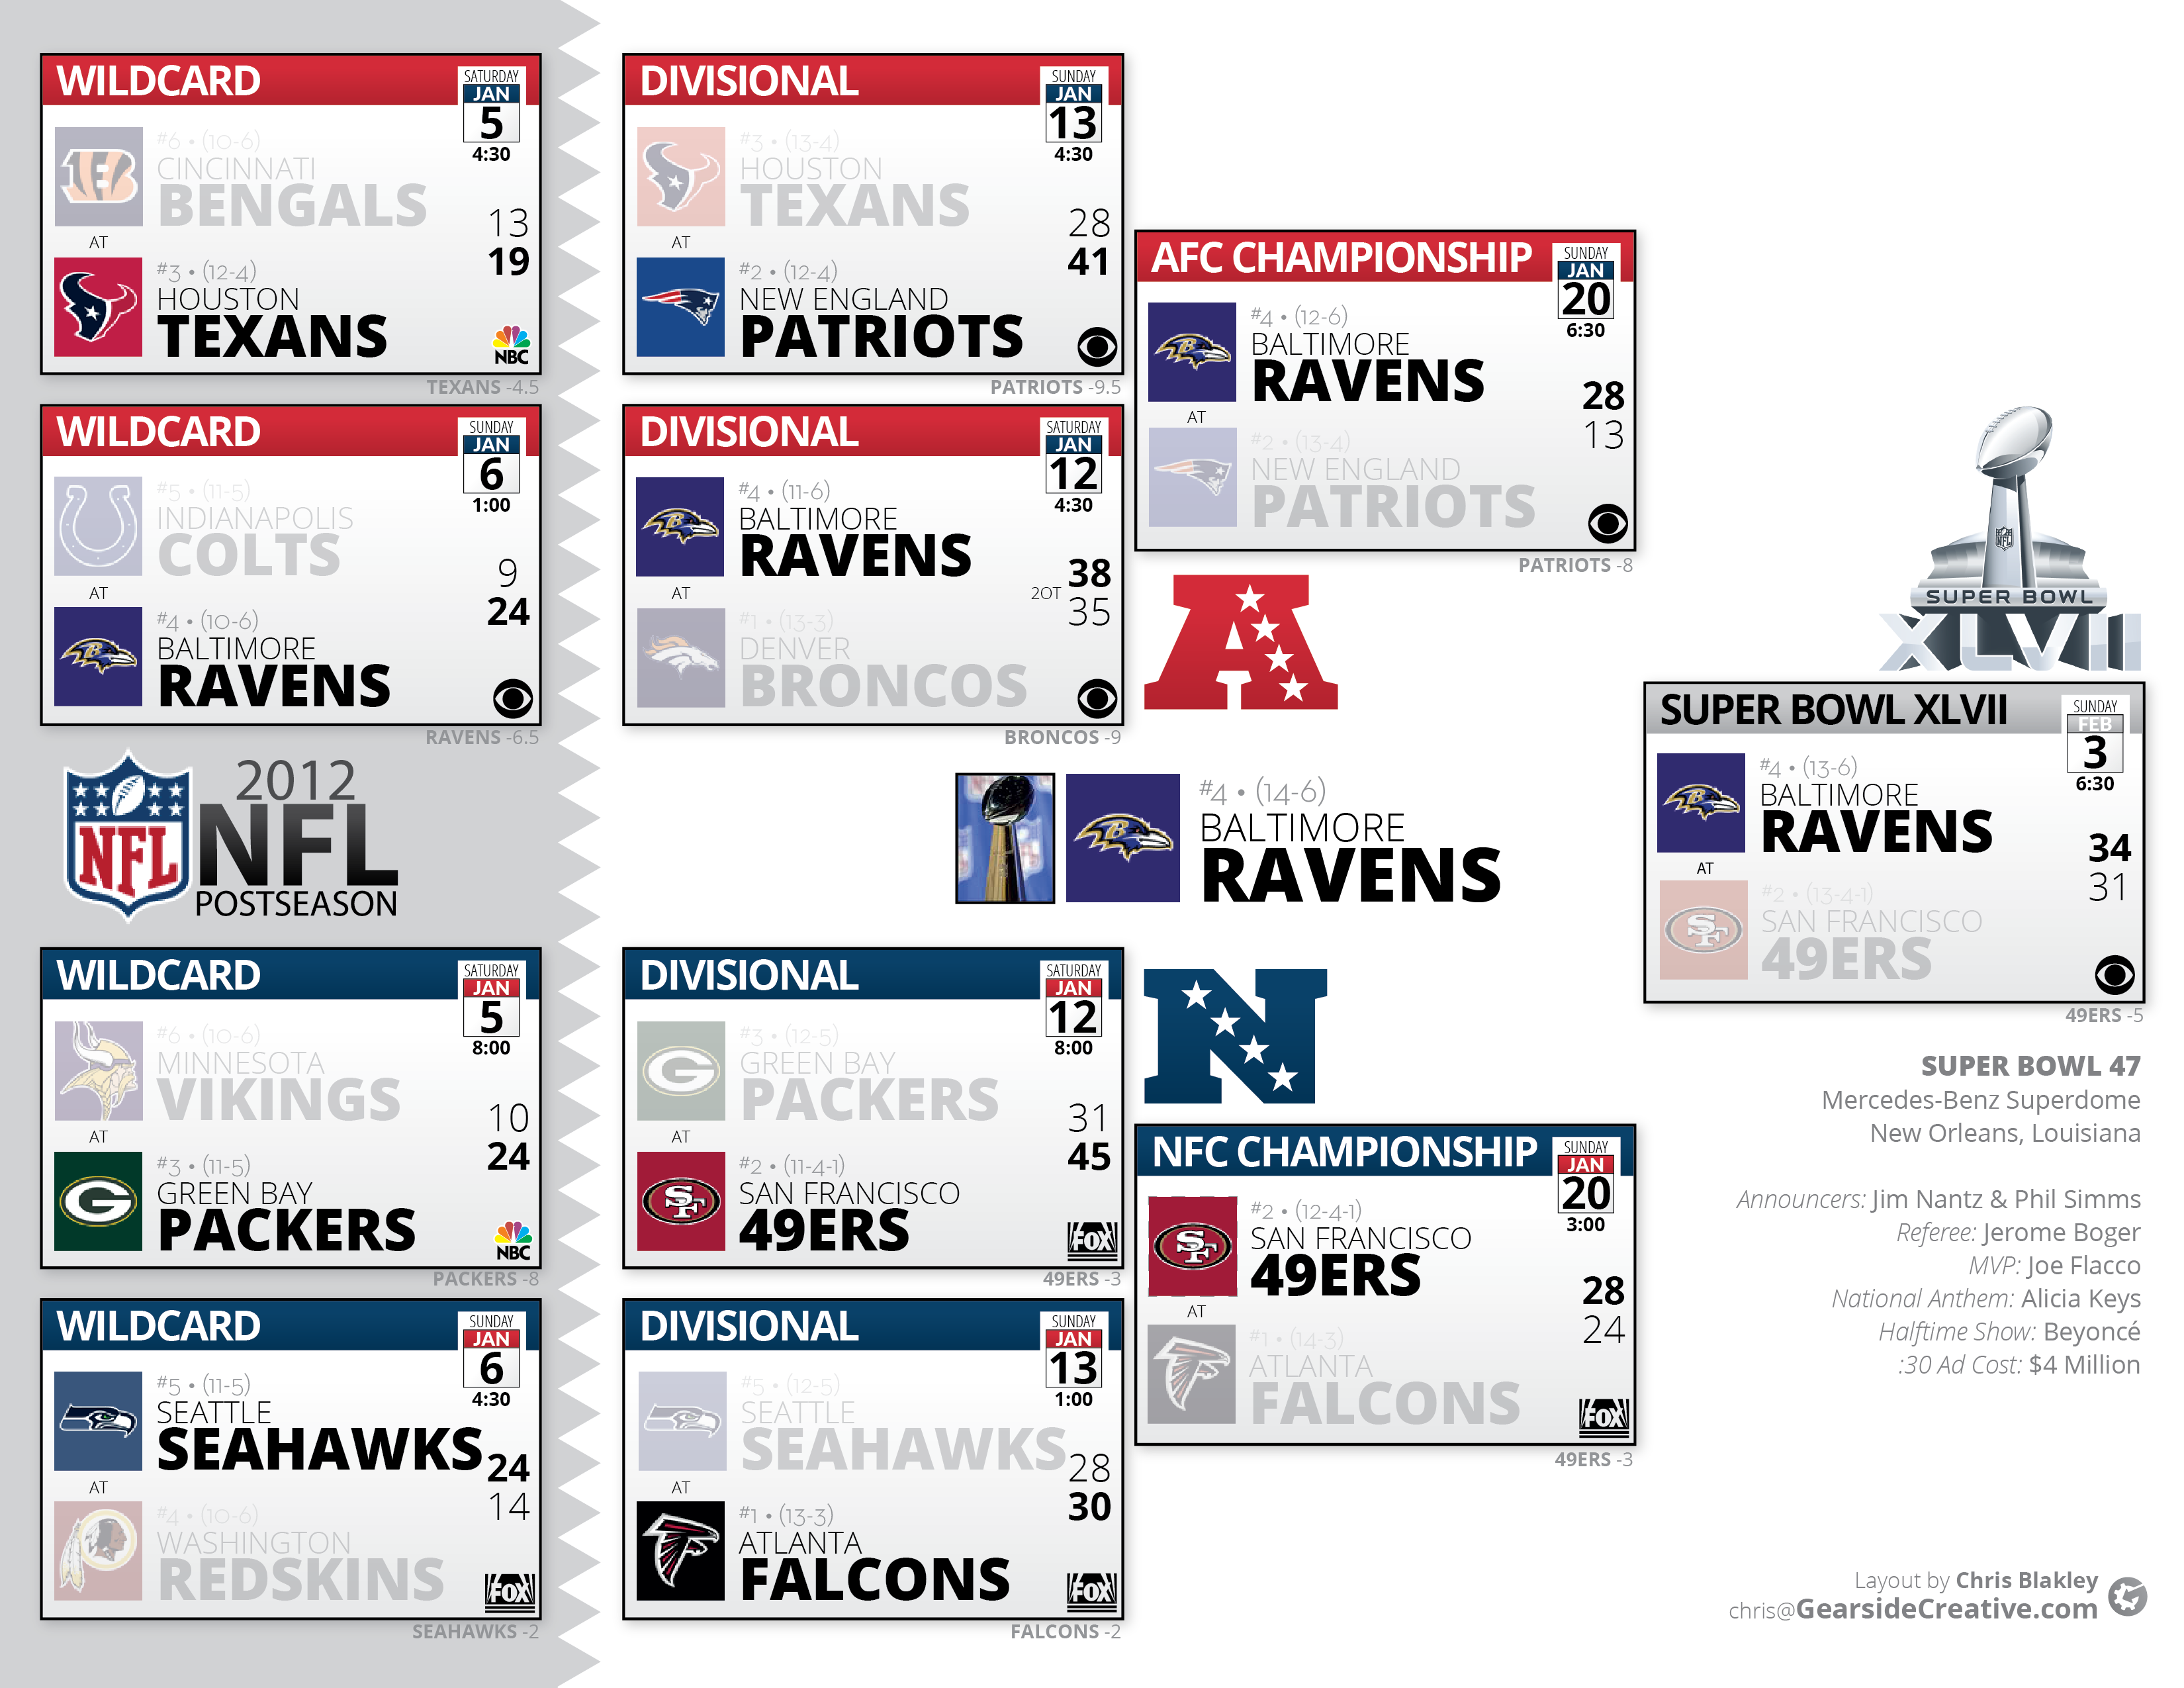 WILDCARD
SATURDAY
JAN
5
4:30
#6 • (10-6)
CINCINNATI
BENGALS
13
AT
19
#3 • (12-4)
HOUSTON
TEXANS
NBC
TEXANS -4.5
WILDCARD
SUNDAY
JAN
6
1:00
#5 • (11-5)
INDIANAPOLIS
COLTS
9
AT
24
#4 • (10-6)
BALTIMORE
RAVENS
RAVENS -6.5
NFL
2012
NFL
POSTSEASON
WILDCARD
SATURDAY
JAN
5
8:00
#6 • (10-6)
MINNESOTA
VIKINGS
10
AT
24
#3 • (11-5)
GREEN BAY
PACKERS
NBC
PACKERS -8
WILDCARD
SUNDAY
JAN
6
4:30
#5 • (11-5)
SEATTLE
SEAHAWKS
24
AT
14
#4 • (10-6)
WASHINGTON
REDSKINS
FOX
SEAHAWKS -2
DIVISIONAL
SUNDAY
JAN
13
4:30
#3 • (13-4)
HOUSTON
TEXANS
28
AT
41
#2 • (12-4)
NEW ENGLAND
PATRIOTS
PATRIOTS -9.5
DIVISIONAL
SATURDAY
JAN
12
4:30
#4 • (11-6)
BALTIMORE
RAVENS
38
AT
2OT
35
#1 • (13-3)
DENVER
BRONCOS
BRONCOS -9
DIVISIONAL
SATURDAY
JAN
12
8:00
#3 • (12-5)
GREEN BAY
PACKERS
31
AT
45
#2 • (11-4-1)
SAN FRANCISCO
49ERS
FOX
49ERS -3
DIVISIONAL
SUNDAY
JAN
13
1:00
#5 • (12-5)
SEATTLE
SEAHAWKS
28
AT
30
#1 • (13-3)
ATLANTA
FALCONS
FOX
FALCONS -2
AFC CHAMPIONSHIP
SUNDAY
JAN
20
6:30
#4 • (12-6)
BALTIMORE
RAVENS
28
AT
13
#2 • (13-4)
NEW ENGLAND
PATRIOTS
PATRIOTS -8
A
#4 • (14-6)
BALTIMORE
RAVENS
N
NFC CHAMPIONSHIP
SUNDAY
JAN
20
3:00
#2 • (12-4-1)
SAN FRANCISCO
49ERS
28
AT
24
#1 • (14-3)
ATLANTA
FALCONS
FOX
49ERS -3
NFL
SUPER BOWL
XLVII
SUPER BOWL XLVII
SUNDAY
FEB
3
6:30
#4 • (13-6)
BALTIMORE
RAVENS
34
AT
31
#2 • (13-4-1)
SAN FRANCISCO
49ERS
49ERS -5
SUPER BOWL 47
Mercedes-Benz Superdome
New Orleans, Louisiana
Announcers: Jim Nantz & Phil Simms
Referee: Jerome Boger
MVP: Joe Flacco
National Anthem: Alicia Keys
Halftime Show: Beyoncé
:30 Ad Cost: $4 Million
Layout by Chris Blakley
chris@GearsideCreative.com